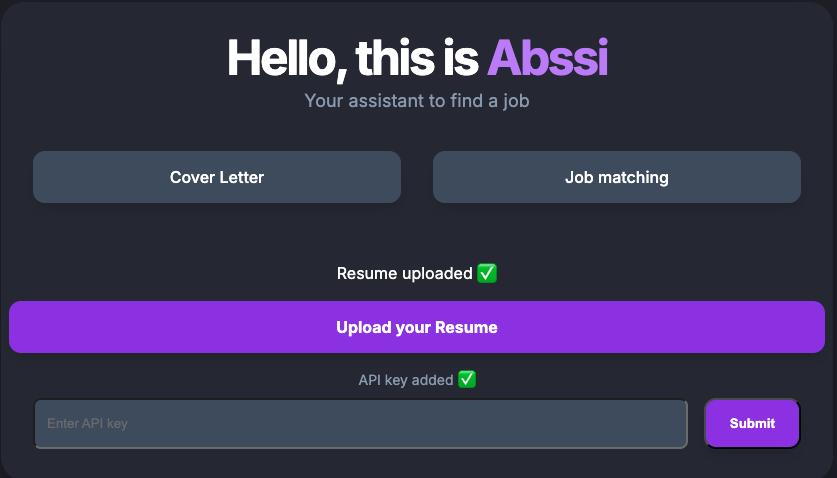 Hello, this is Abssi
Your assistant to find a job
Cover Letter
Job matching
Resume uploaded ✅
Upload your Resume
API key added ✅
Enter API key
Submit